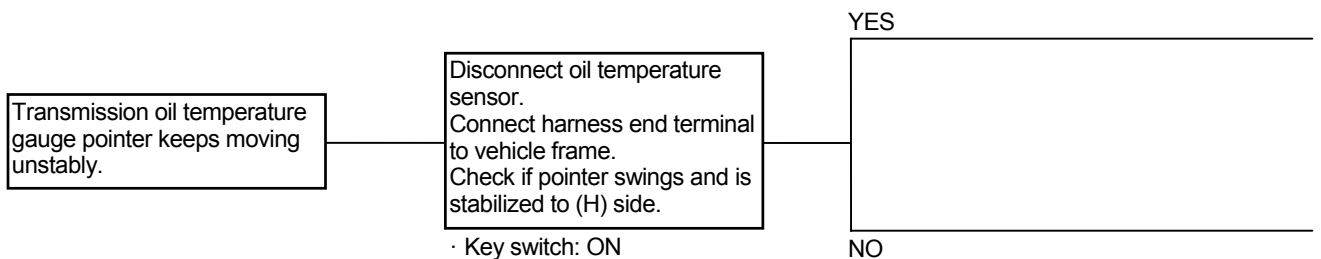 YES
Transmission oil temperature
gauge pointer keeps moving
unstably.
Disconnect oil temperature
sensor.
Connect harness end terminal
to vehicle frame.
Check if pointer swings and is
stabilized to (H) side.
· Key switch: ON
NO